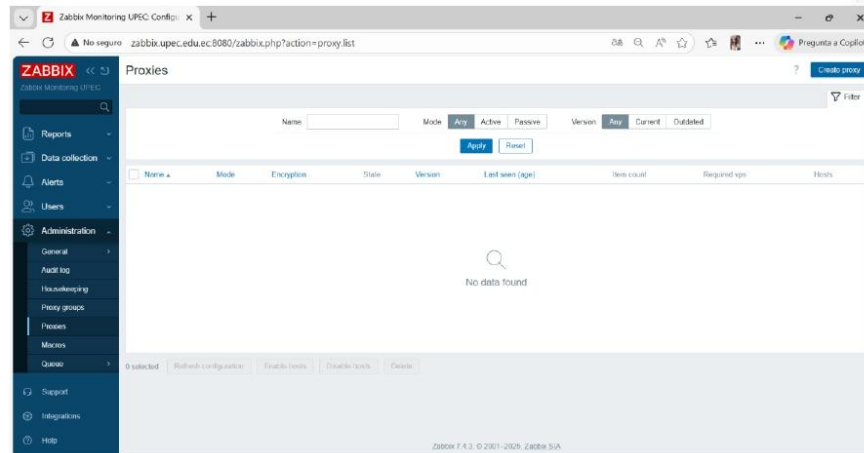 Zabbix Monitoring UPEC: Configu
No seguro zabbix.upec.edu.ec:8080/zabbix.php?action=proxy.list
Pregunta a Copilot
ZABBIX
Zabbix Monitoring UPEC
Reports
Data collection
Alerts
Users
Administration
General
Audit log
Housekeeping
Proxy groups
Proxies
Macros
Queue
Support
Integrations
Help
Proxies
? Create proxy
Filter
Name Mode Any Active Passive Version Any Current Outdated
Apply Reset
Name Mode Encryption State Version Last seen (age) Item count Required vps Hosts
No data found
0 selected Refresh configuration Enable hosts Disable hosts Delete
Zabbix 7.4.3. © 2001–2025, Zabbix SIA